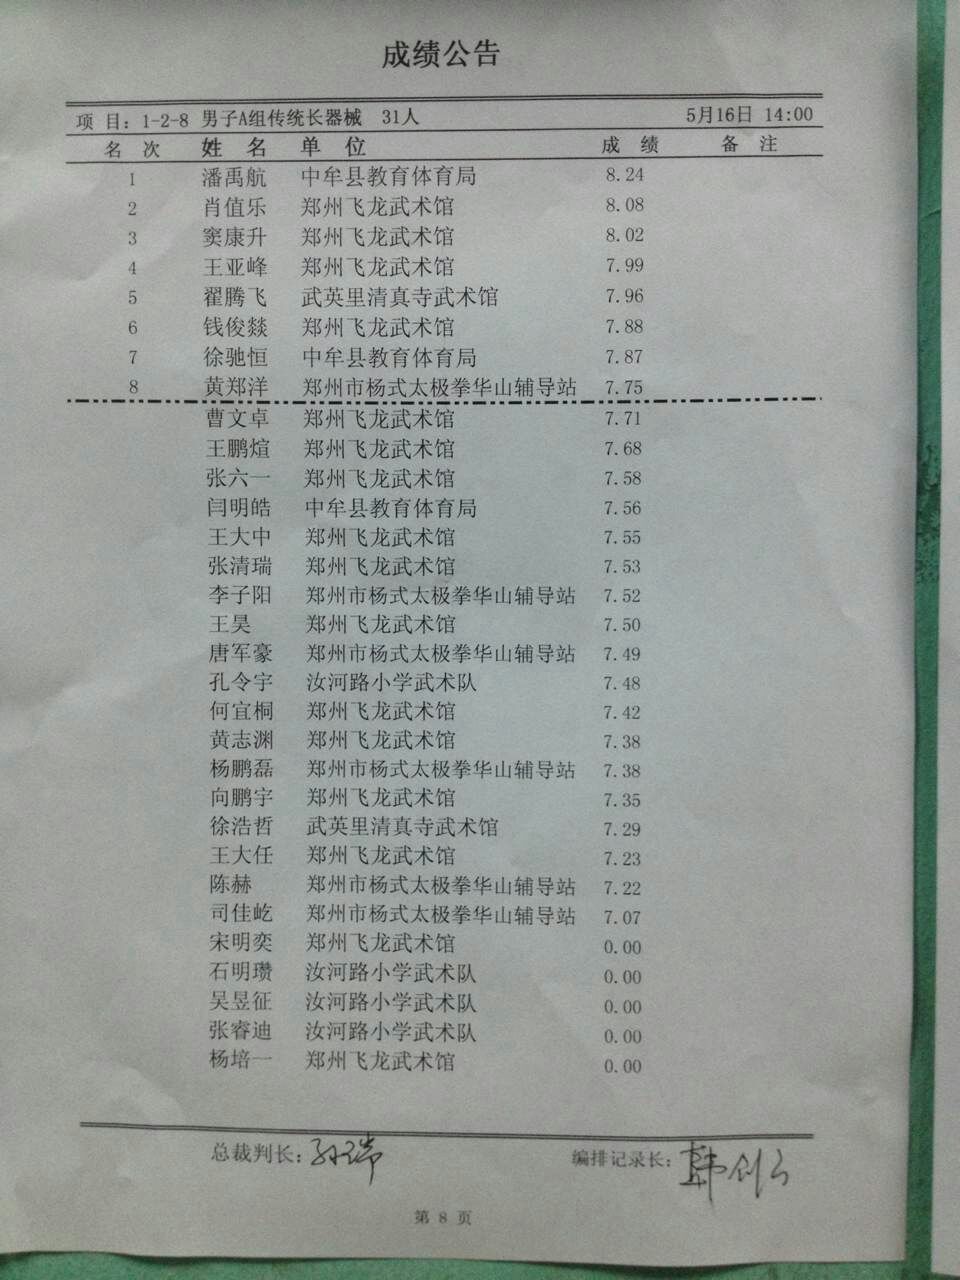 成绩公告
项 目：1-2-8 男子A组传统长器械 31人 5月16日 14:00
名 次 姓 名 单 位 成 绩 备 注
1 潘禹航 中牟县教育体育局 8.24
2 肖值乐 郑州飞龙武术馆 8.08
3 窦康升 郑州飞龙武术馆 8.02
4 王亚峰 郑州飞龙武术馆 7.99
5 翟腾飞 武英里清真寺武术馆 7.96
6 钱俊燚 郑州飞龙武术馆 7.88
7 徐驰恒 中牟县教育体育局 7.87
8 黄郑洋 郑州市杨式太极拳华山辅导站 7.75
曹文卓 郑州飞龙武术馆 7.71
王鹏煊 郑州飞龙武术馆 7.68
张六一 郑州飞龙武术馆 7.58
闫明皓 中牟县教育体育局 7.56
王大中 郑州飞龙武术馆 7.55
张清瑞 郑州飞龙武术馆 7.53
李子阳 郑州市杨式太极拳华山辅导站 7.52
王昊 郑州飞龙武术馆 7.50
唐军豪 郑州市杨式太极拳华山辅导站 7.49
孔令宇 汝河路小学武术队 7.48
何宜桐 郑州飞龙武术馆 7.42
黄志渊 郑州飞龙武术馆 7.38
杨鹏磊 郑州市杨式太极拳华山辅导站 7.38
向鹏宇 郑州飞龙武术馆 7.35
徐浩哲 武英里清真寺武术馆 7.29
王大任 郑州飞龙武术馆 7.23
陈赫 郑州市杨式太极拳华山辅导站 7.22
司佳屹 郑州市杨式太极拳华山辅导站 7.07
宋明奕 郑州飞龙武术馆 0.00
石明瓒 汝河路小学武术队 0.00
吴昱征 汝河路小学武术队 0.00
张睿迪 汝河路小学武术队 0.00
杨培一 郑州飞龙武术馆 0.00
总裁判长： 编排记录长：
第 8 页